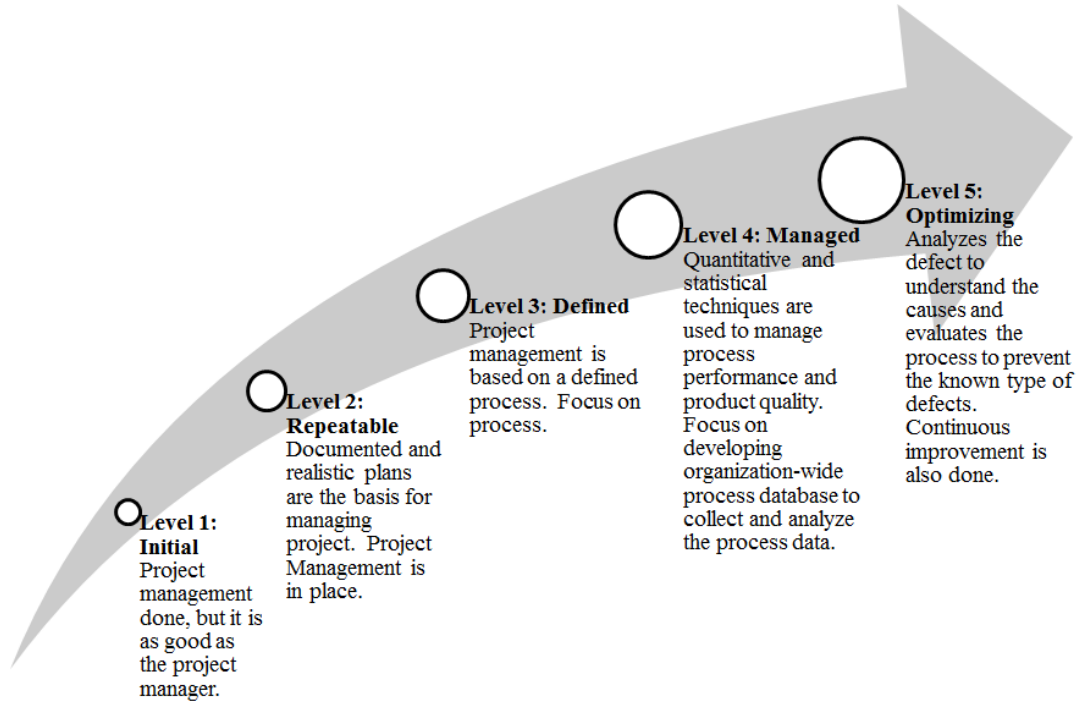 Level 1:
Initial
Project
management
done, but it is
as good as
the project
manager.
Level 2:
Repeatable
Documented and
realistic plans
are the basis for
managing
project. Project
Management is
in place.
Level 3: Defined
Project
management is
based on a defined
process. Focus on
process.
Level 4: Managed
Quantitative and
statistical
techniques are
used to manage
process
performance and
product quality.
Focus on
developing
organization-wide
process database to
collect and analyze
the process data.
Level 5:
Optimizing
Analyzes the
defect to
understand the
causes and
evaluates the
process to prevent
the known type of
defects.
Continuous
improvement is
also done.